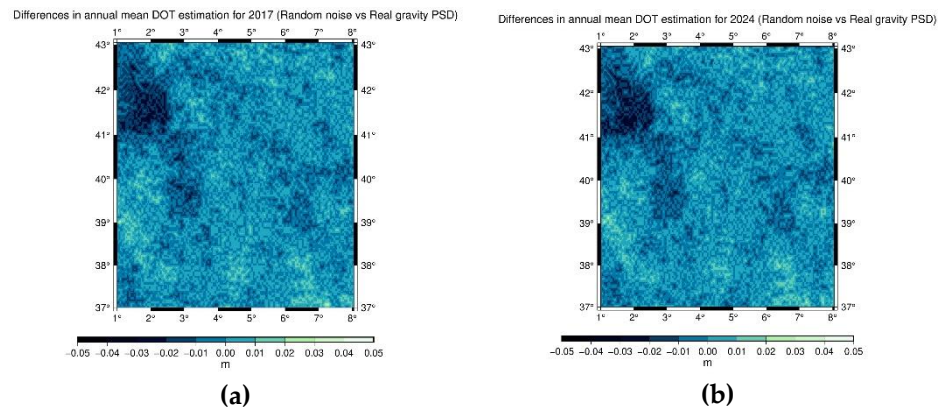 Differences in annual mean DOT estimation for 2017 (Random noise vs Real gravity PSD)
1° 2° 3° 4° 5° 6° 7° 8°
43° 43°
42° 42°
41° 41°
40° 40°
39° 39°
38° 38°
37° 37°
1° 2° 3° 4° 5° 6° 7° 8°
−0.05 −0.04 −0.03 −0.02 −0.01 0.00 0.01 0.02 0.03 0.04 0.05
m
(a)
Differences in annual mean DOT estimation for 2024 (Random noise vs Real gravity PSD)
1° 2° 3° 4° 5° 6° 7° 8°
43° 43°
42° 42°
41° 41°
40° 40°
39° 39°
38° 38°
37° 37°
1° 2° 3° 4° 5° 6° 7° 8°
−0.05 −0.04 −0.03 −0.02 −0.01 0.00 0.01 0.02 0.03 0.04 0.05
m
(b)